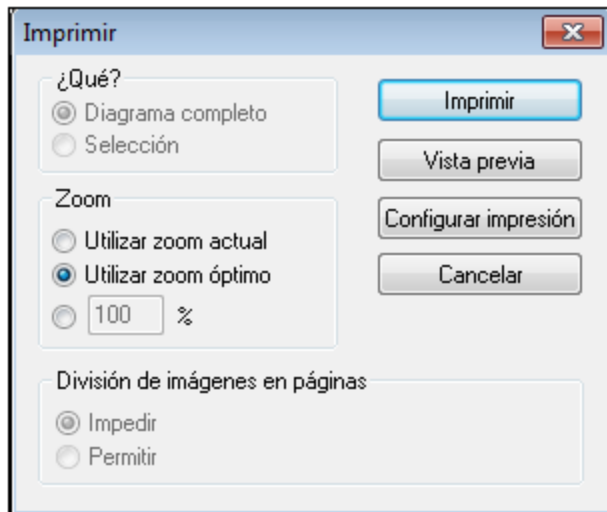 Imprimir
¿Qué?
Diagrama completo
Selección
Zoom
Utilizar zoom actual
Utilizar zoom óptimo
100 %
División de imágenes en páginas
Impedir
Permitir
Imprimir
Vista previa
Configurar impresión
Cancelar